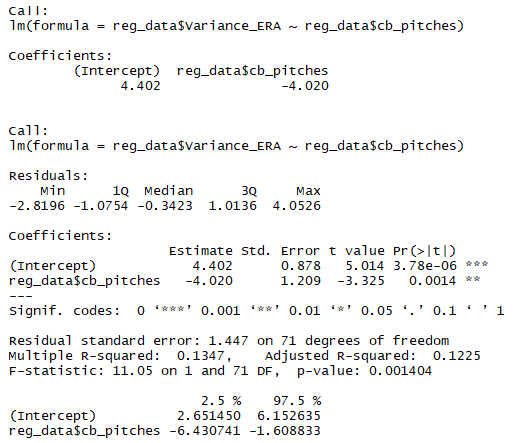 Call:
lm(formula = reg_data$Variance_ERA ~ reg_data$cb_pitches)
Coefficients:
(Intercept) reg_data$cb_pitches
4.402 -4.020
Call:
lm(formula = reg_data$Variance_ERA ~ reg_data$cb_pitches)
Residuals:
Min 1Q Median 3Q Max
-2.8196 -1.0754 -0.3423 1.0136 4.0526
Coefficients:
Estimate Std. Error t value Pr(>|t|)
(Intercept) 4.402 0.878 5.014 3.78e-06 ***
reg_data$cb_pitches -4.020 1.209 -3.325 0.0014 **
---
Signif. codes: 0 ‘***’ 0.001 ‘**’ 0.01 ‘*’ 0.05 ‘.’ 0.1 ‘ ’ 1
Residual standard error: 1.447 on 71 degrees of freedom
Multiple R-squared: 0.1347, Adjusted R-squared: 0.1225
F-statistic: 11.05 on 1 and 71 DF, p-value: 0.001404
2.5 % 97.5 %
(Intercept) 2.651450 6.152635
reg_data$cb_pitches -6.430741 -1.608833